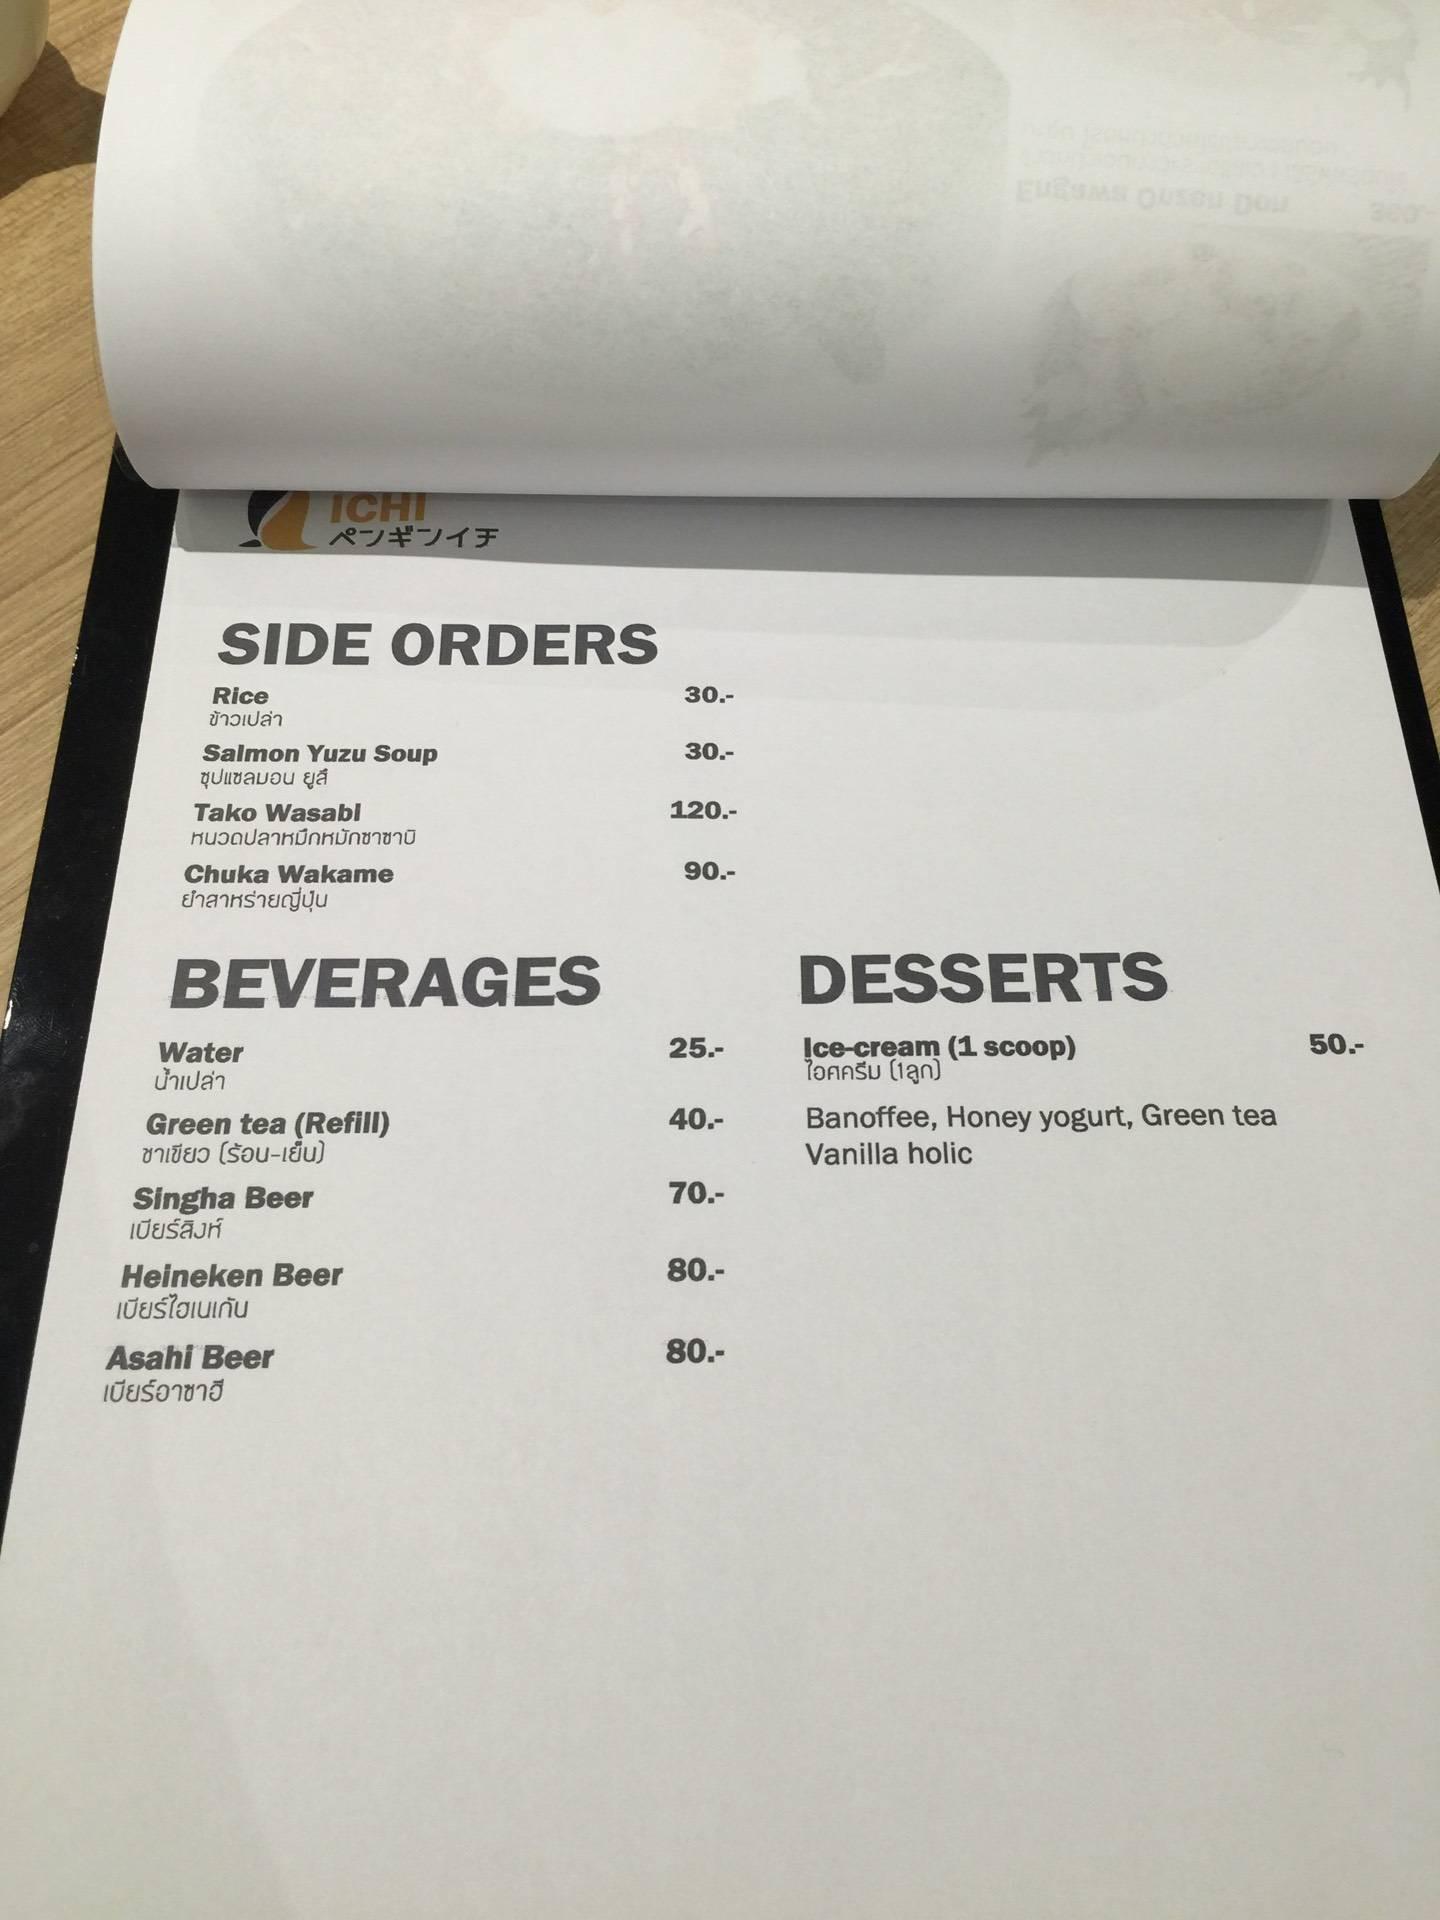 Engawa Onzen Don 360.-
ICHI
ペンギンイチ
SIDE ORDERS
Rice 30.-
ข้าวเปล่า
Salmon Yuzu Soup 30.-
ซุปแซลมอน ยูสึ
Tako Wasabi 120.-
หนวดปลาหมึกหมักซาซาบิ
Chuka Wakame 90.-
ยำสาหร่ายญี่ปุ่น
BEVERAGES
Water 25.-
น้ำเปล่า
Green tea (Refill) 40.-
ชาเขียว (ร้อน-เย็น)
Singha Beer 70.-
เบียร์สิงห์
Heineken Beer 80.-
เบียร์ไฮเนเก้น
Asahi Beer 80.-
เบียร์อาซาฮี
DESSERTS
Ice-cream (1 scoop) 50.-
ไอศครีม (1ลูก)
Banoffee, Honey yogurt, Green tea
Vanilla holic